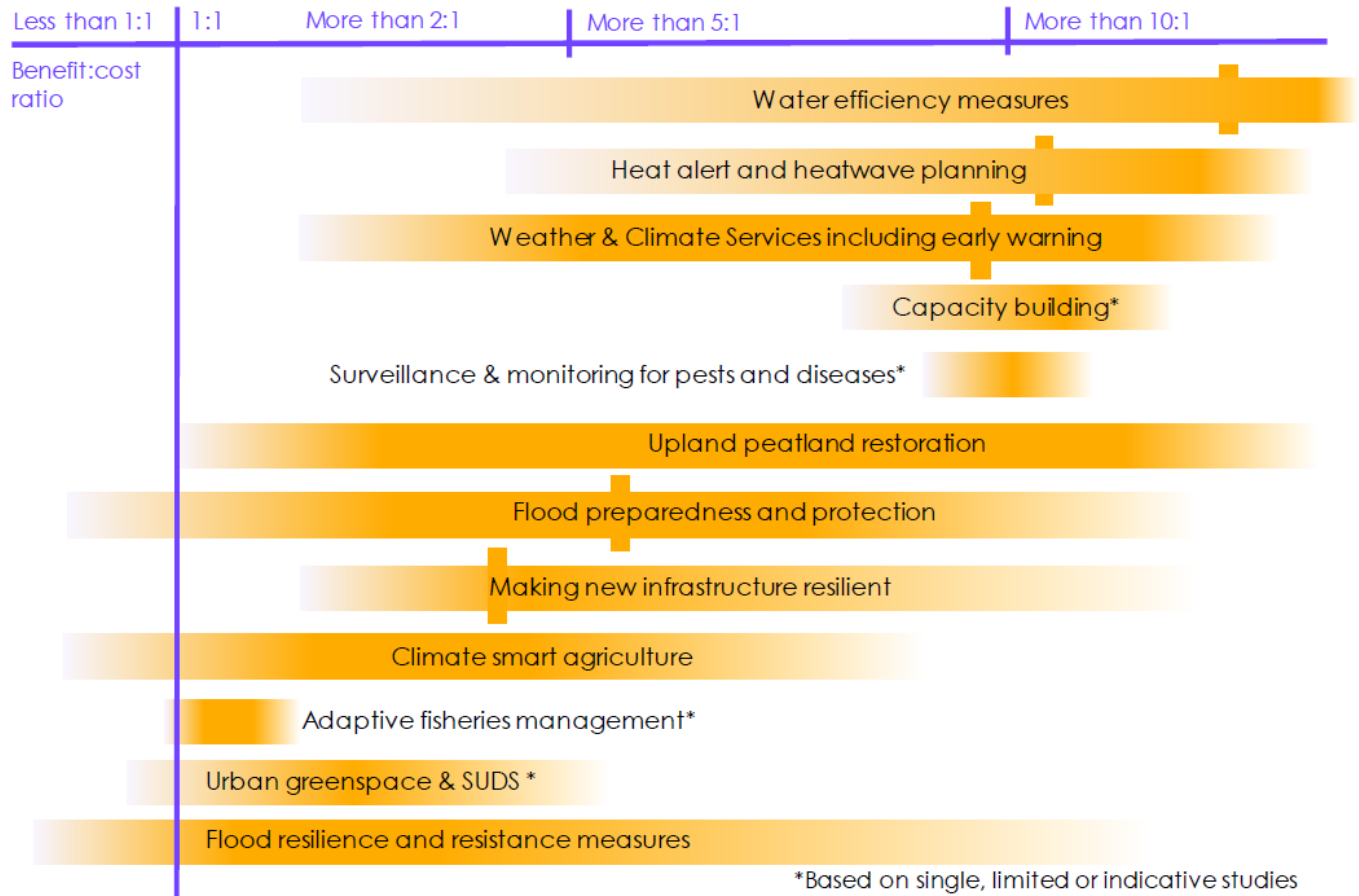 Less than 1:1
1:1
More than 2:1
More than 5:1
More than 10:1
Benefit:cost
ratio
Water efficiency measures
Heat alert and heatwave planning
Weather & Climate Services including early warning
Capacity building*
Surveillance & monitoring for pests and diseases*
Upland peatland restoration
Flood preparedness and protection
Making new infrastructure resilient
Climate smart agriculture
Adaptive fisheries management*
Urban greenspace & SUDS *
Flood resilience and resistance measures
*Based on single, limited or indicative studies